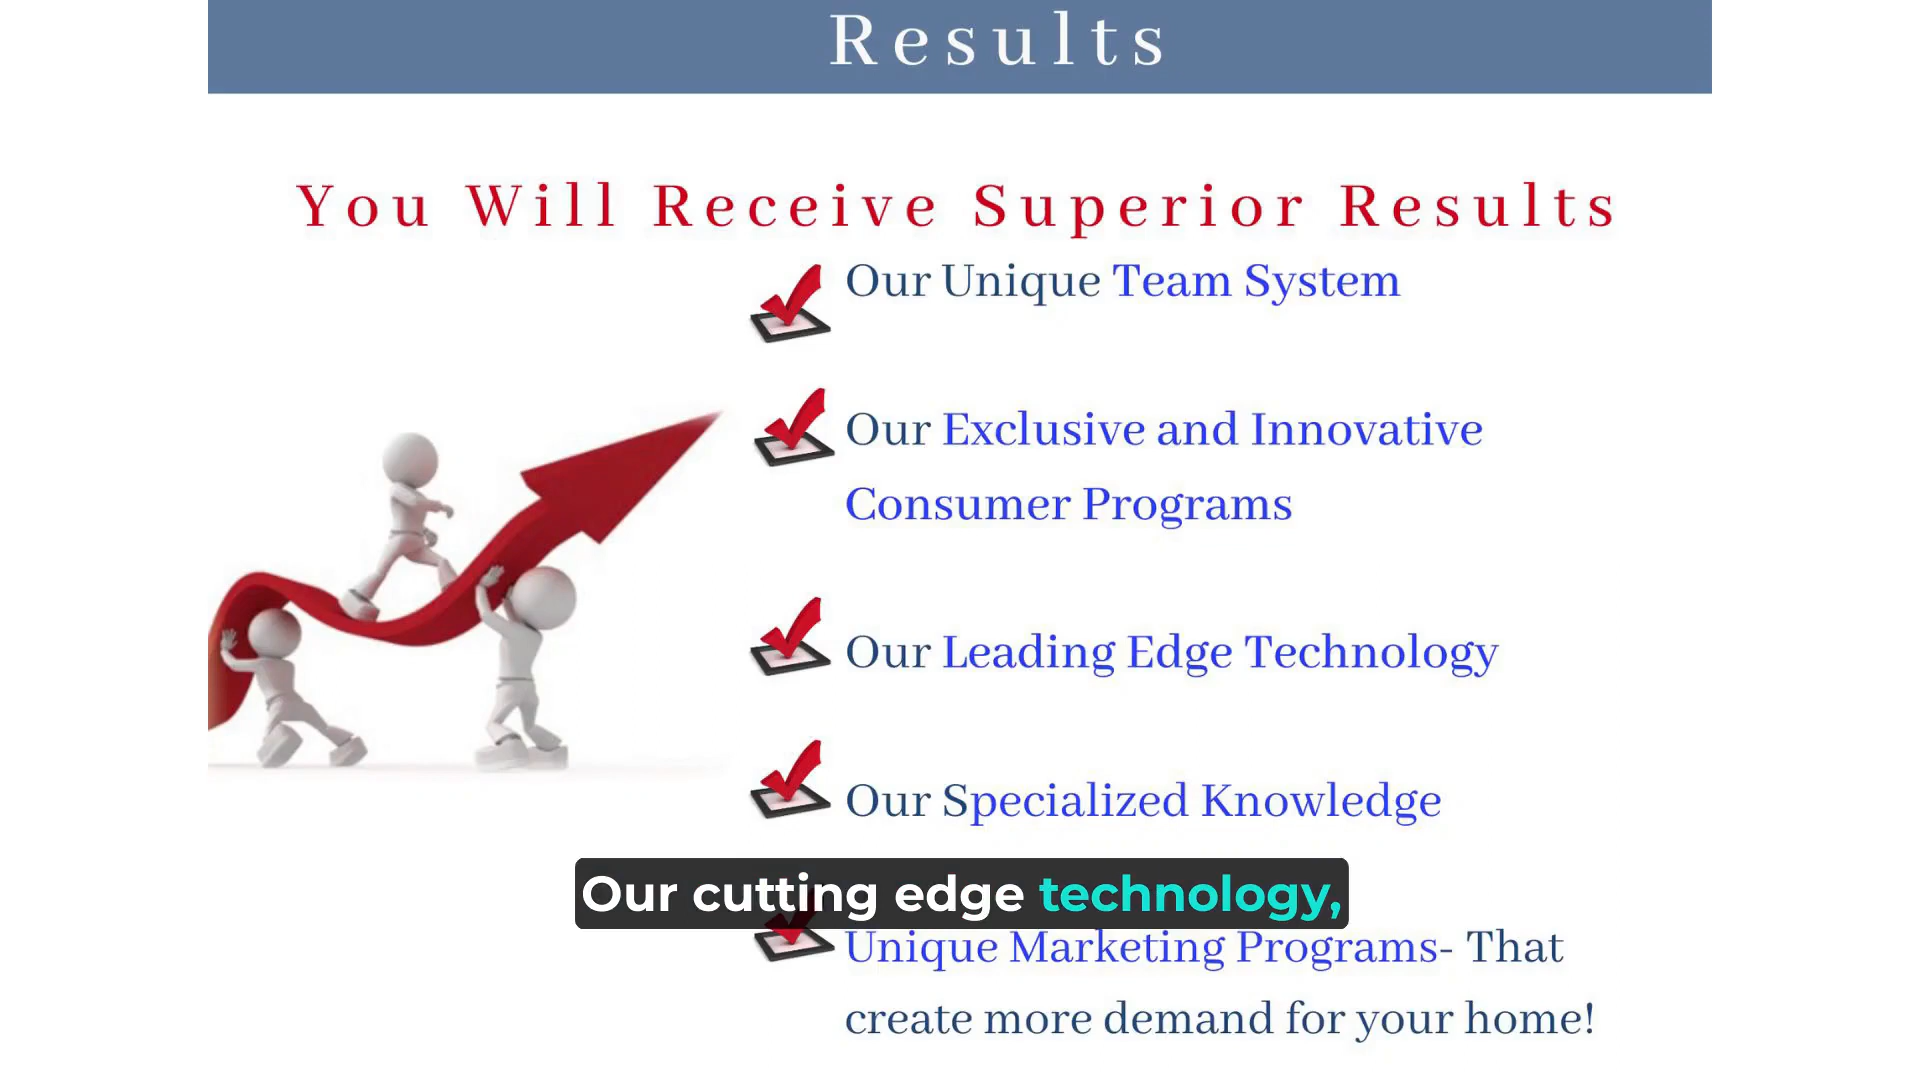 Results
You Will Receive Superior Results
Our Unique Team System
Our Exclusive and Innovative
Consumer Programs
Our Leading Edge Technology
Our Specialized Knowledge
Our cutting edge technology,
Unique Marketing Programs- That
create more demand for your home!